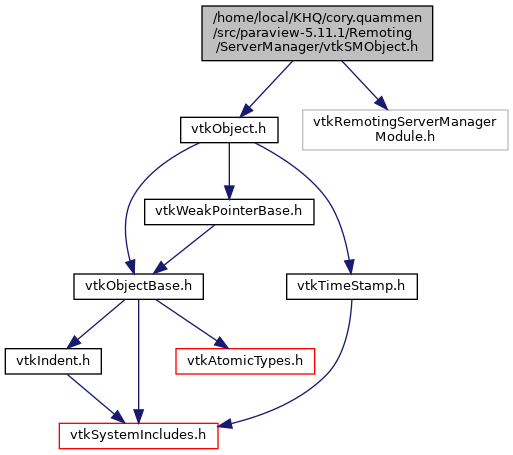 /home/local/KHQ/cory.quammen
/src/paraview-5.11.1/Remoting
/ServerManager/vtkSMObject.h
vtkObject.h
vtkRemotingServerManager
Module.h
vtkWeakPointerBase.h
vtkObjectBase.h
vtkTimeStamp.h
vtkIndent.h
vtkAtomicTypes.h
vtkSystemIncludes.h